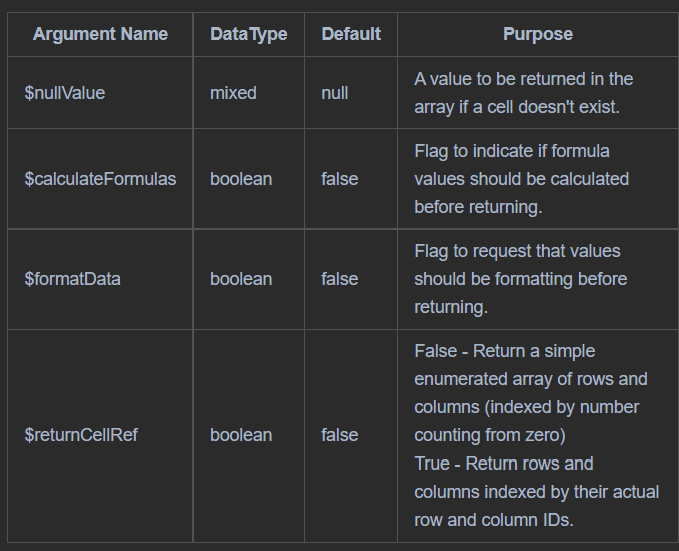 Argument Name DataType Default Purpose
$nullValue mixed null A value to be returned in the
array if a cell doesn't exist.
$calculateFormulas boolean false Flag to indicate if formula
values should be calculated
before returning.
$formatData boolean false Flag to request that values
should be formatting before
returning.
$returnCellRef boolean false False - Return a simple
enumerated array of rows and
columns (indexed by number
counting from zero)
True - Return rows and
columns indexed by their actual
row and column IDs.